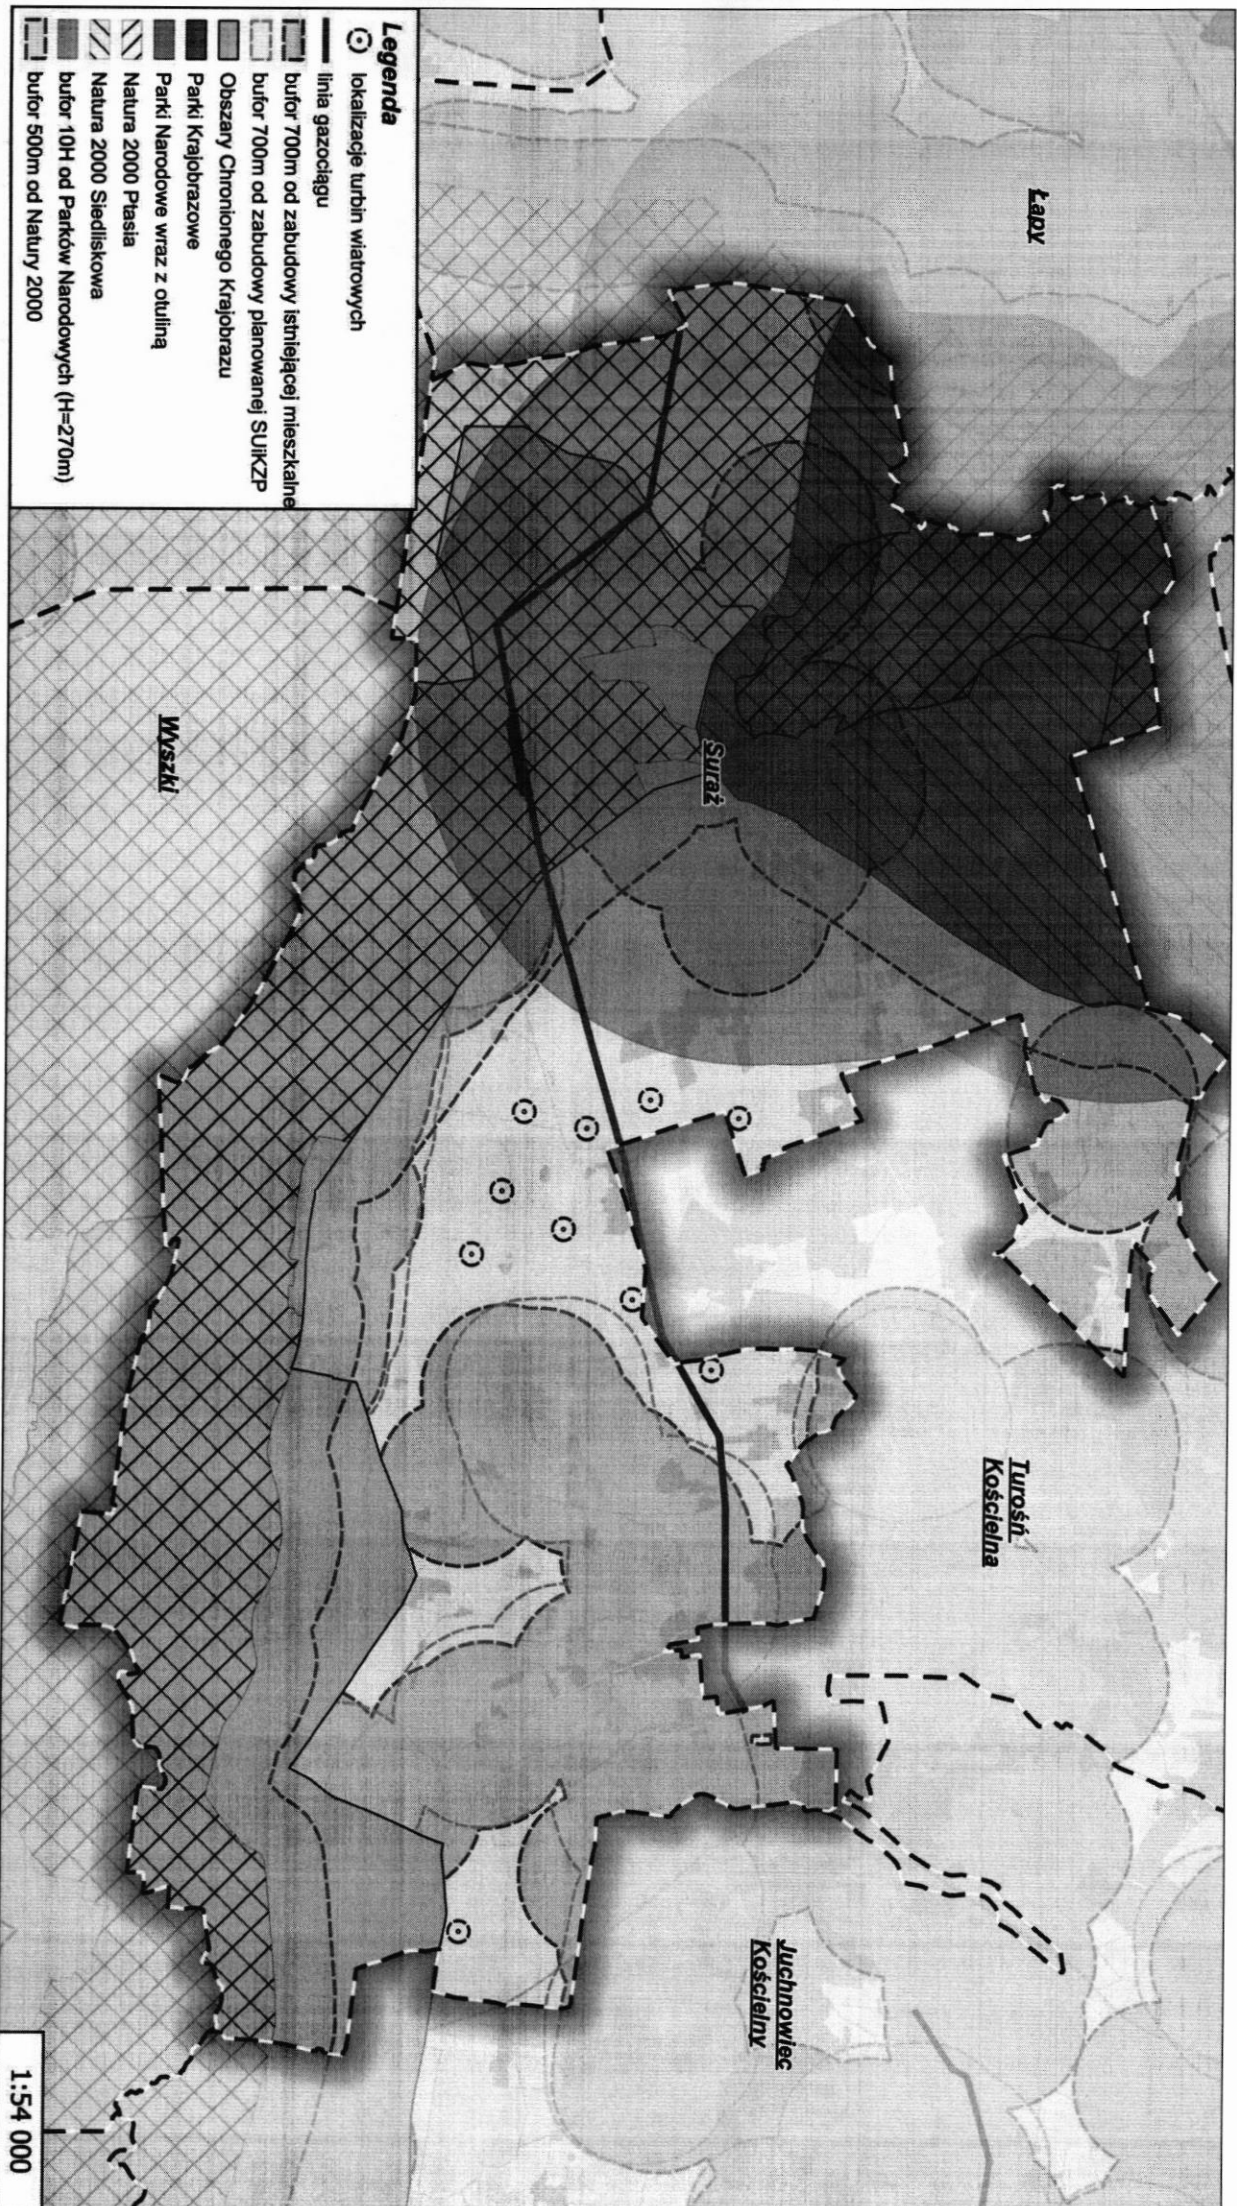 Łapy
Suraż
Wyszki
Turośń
Kościelna
Juchnowiec
Kościelny
Legenda
lokalizacje turbin wiatrowych
linia gazociągu
bufor 700m od zabudowy istniejącej mieszkalne
bufor 700m od zabudowy planowanej SUiKZP
Obszary Chronionego Krajobrazu
Parki Krajobrazowe
Parki Narodowe wraz z otuliną
Natura 2000 Ptasia
Natura 2000 Siedliskowa
bufor 10H od Parków Narodowych (H=270m)
bufor 500m od Natury 2000
1:54 000